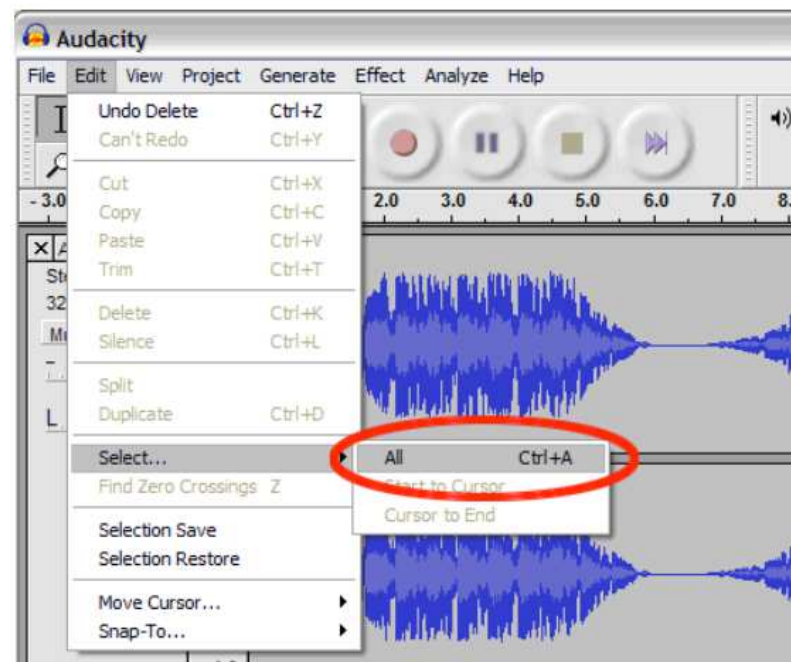 Audacity
File Edit View Project Generate Effect Analyze Help
Undo Delete Ctrl+Z
Can't Redo Ctrl+Y
Cut Ctrl+X
Copy Ctrl+C
Paste Ctrl+V
Trim Ctrl+T
Delete Ctrl+K
Silence Ctrl+L
Split
Duplicate Ctrl+D
Select...
Find Zero Crossings Z
Selection Save
Selection Restore
Move Cursor...
Snap-To...
All Ctrl+A
Start to Cursor
Cursor to End
- 3.0 2.0 3.0 4.0 5.0 6.0 7.0
32
L